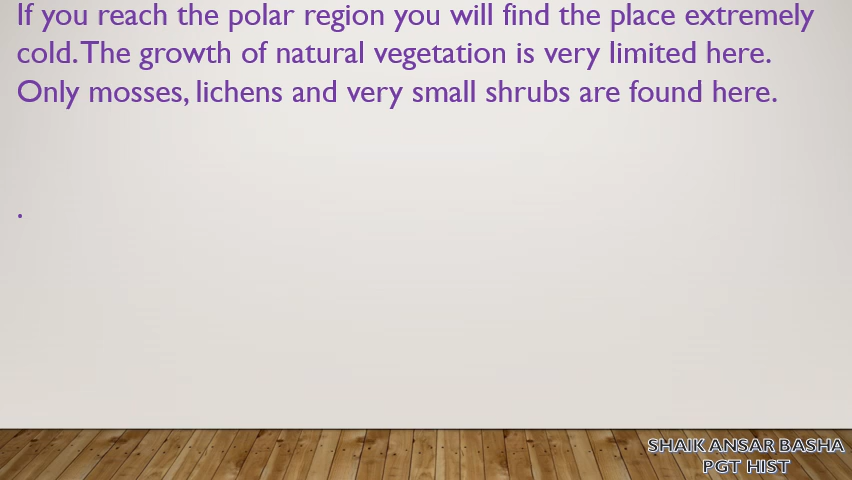 If you reach the polar region you will find the place extremely
cold. The growth of natural vegetation is very limited here.
Only mosses, lichens and very small shrubs are found here.
.
SHAIK ANSAR BASHA
PGT HIST